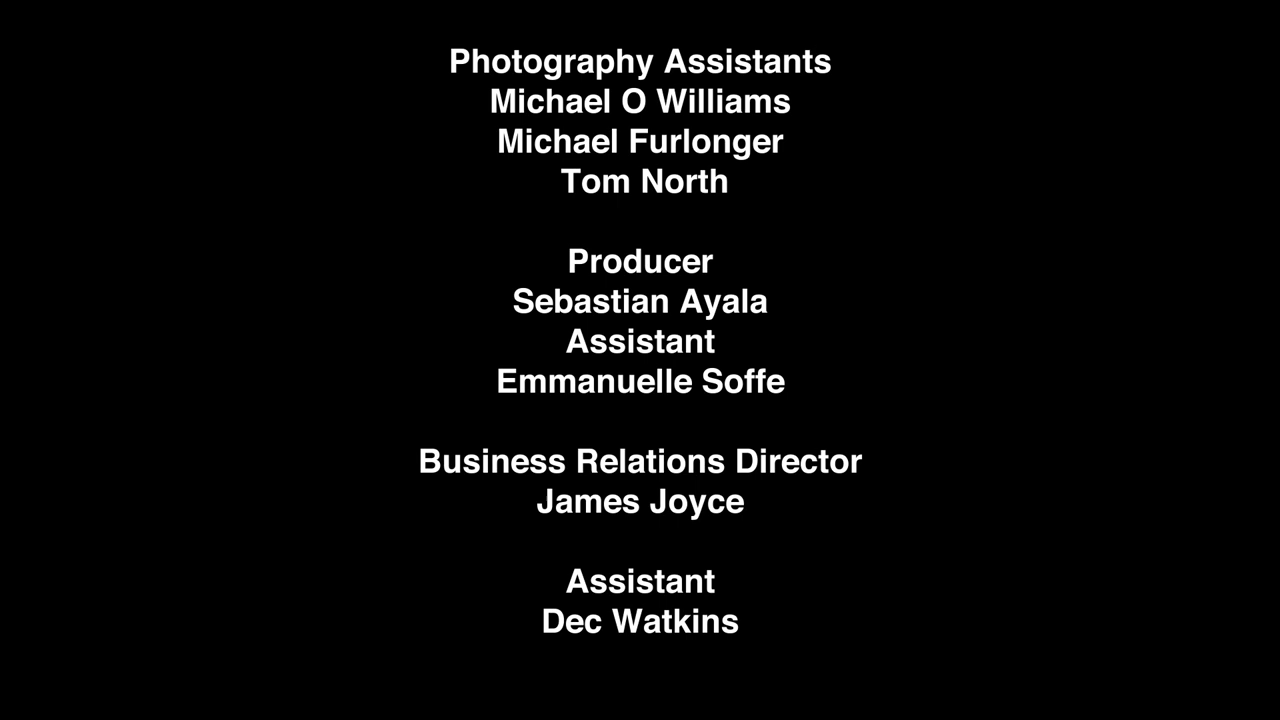 Photography Assistants
Michael O Williams
Michael Furlonger
Tom North
Producer
Sebastian Ayala
Assistant
Emmanuelle Soffe
Business Relations Director
James Joyce
Assistant
Dec Watkins